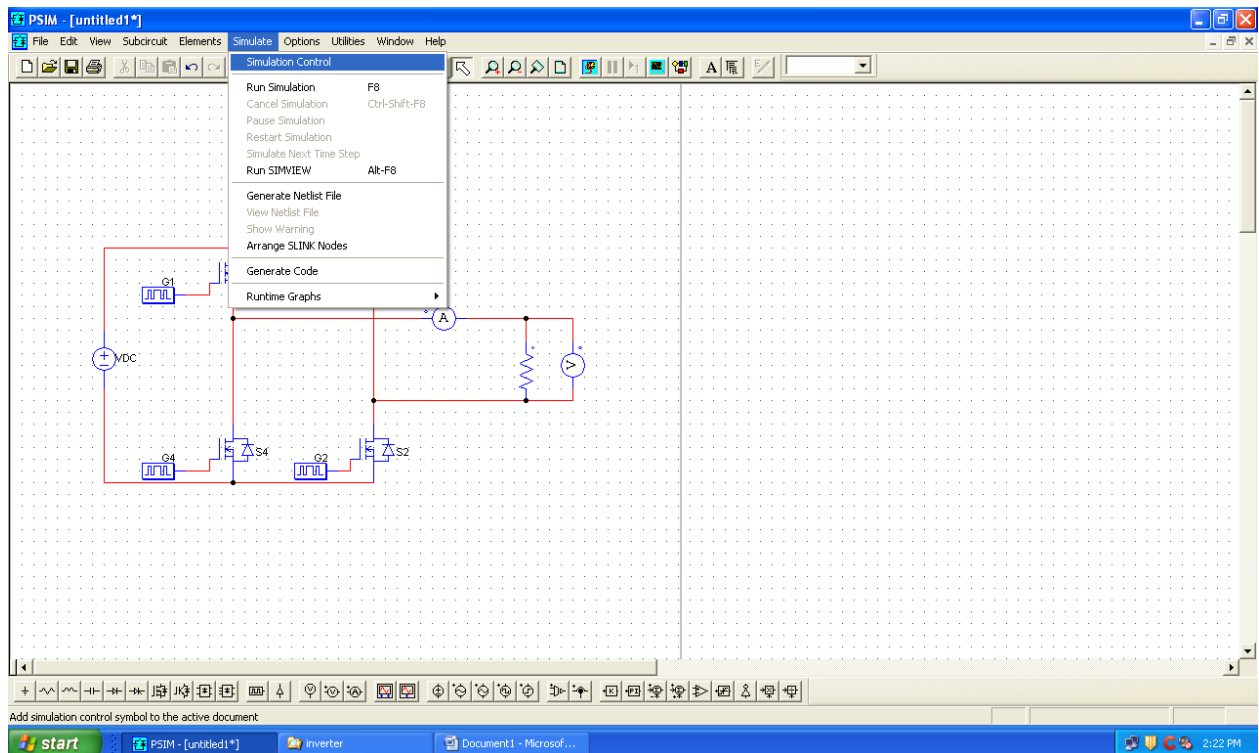 PSIM - [untitled1*]
File Edit View Subcircuit Elements Simulate Options Utilities Window Help
Simulation Control
Run Simulation F8
Cancel Simulation Ctrl-Shift-F8
Pause Simulation
Restart Simulation
Simulate Next Time Step
Run SIMVIEW Alt-F8
Generate Netlist File
View Netlist File
Show Warning
Arrange SLINK Nodes
Generate Code
Runtime Graphs
G1
A
VDC
V
G4
S4
G2
S2
Add simulation control symbol to the active document
start
PSIM - [untitled1*]
inverter
Document1 - Microsof...
2:22 PM